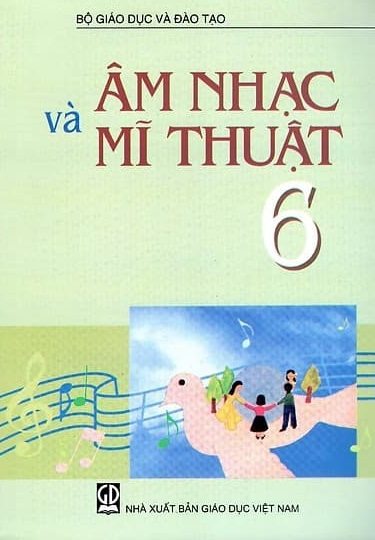 BỘ GIÁO DỤC VÀ ĐÀO TẠO
ÂM NHẠC
và MĨ THUẬT
6
GD
NHÀ XUẤT BẢN GIÁO DỤC VIỆT NAM